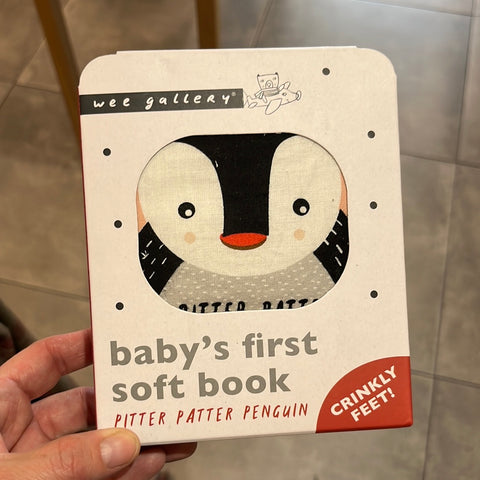 wee gallery®
PITTER PATTE
baby's first
soft book
PITTER PATTER PENGUIN
CRINKLY
FEET!